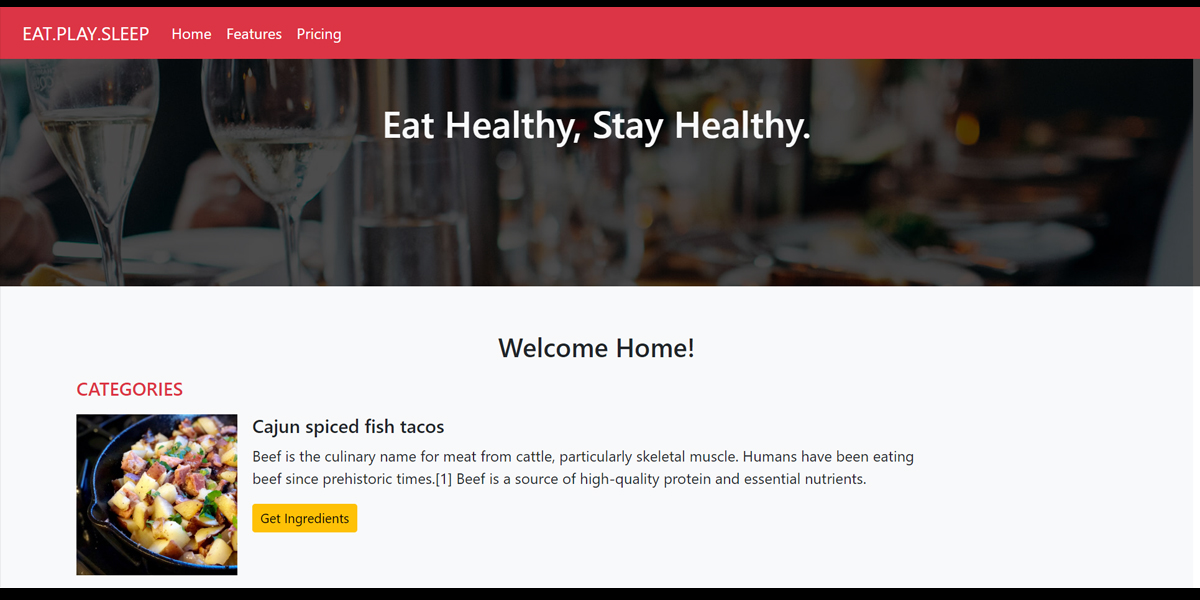 EAT.PLAY.SLEEP Home Features Pricing
Eat Healthy, Stay Healthy.
Welcome Home!
CATEGORIES
Cajun spiced fish tacos
Beef is the culinary name for meat from cattle, particularly skeletal muscle. Humans have been eating
beef since prehistoric times.[1] Beef is a source of high-quality protein and essential nutrients.
Get Ingredients